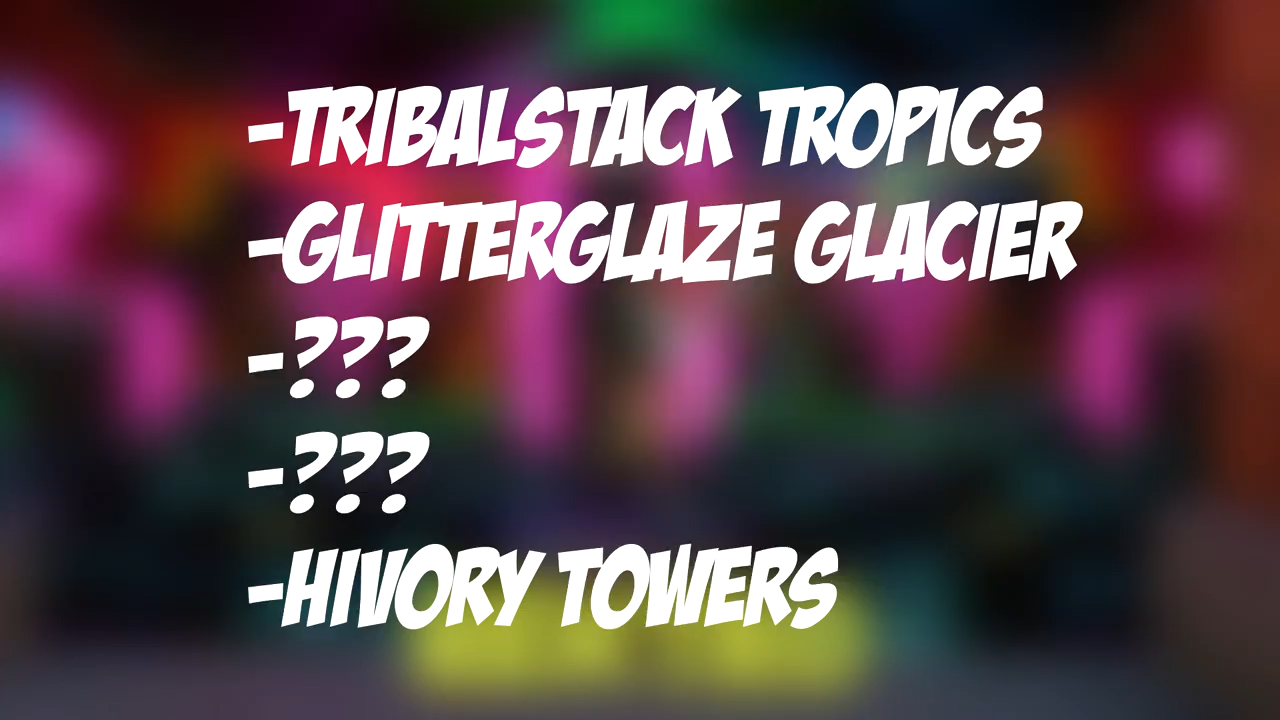 -TRIBALSTACK TROPICS
-GLITTERGLAZE GLACIER
-???
-???
-HIVORY TOWERS